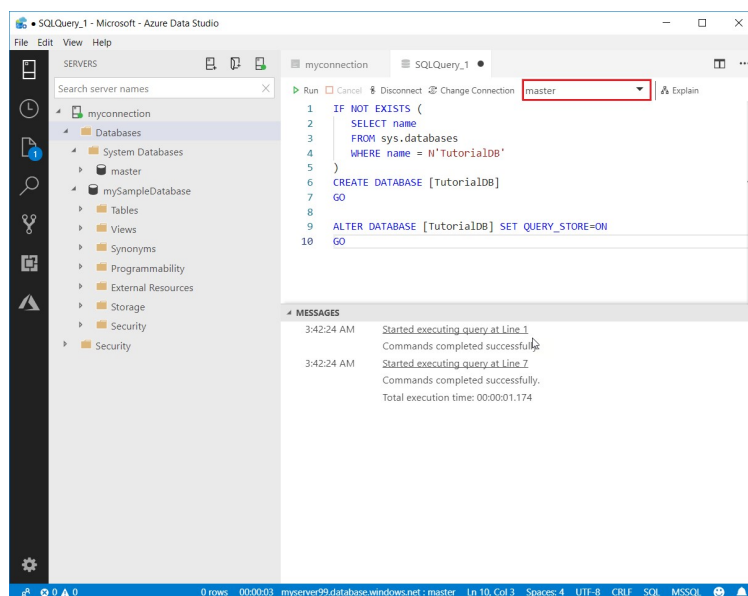 ● SQLQuery_1 - Microsoft - Azure Data Studio
File Edit View Help
SERVERS
Search server names
myconnection
Databases
System Databases
master
mySampleDatabase
Tables
Views
Synonyms
Programmability
External Resources
Storage
Security
Security
1
myconnection
SQLQuery_1 ●
Run Cancel Disconnect Change Connection master Explain
1 IF NOT EXISTS (
2 SELECT name
3 FROM sys.databases
4 WHERE name = N'TutorialDB'
5 )
6 CREATE DATABASE [TutorialDB]
7 GO
8
9 ALTER DATABASE [TutorialDB] SET QUERY_STORE=ON
10 GO
MESSAGES
3:42:24 AM Started executing query at Line 1
Commands completed successfully.
3:42:24 AM Started executing query at Line 7
Commands completed successfully.
Total execution time: 00:00:01.174
0 0 0 rows 00:00:03 myserver99.database.windows.net : master Ln 10, Col 3 Spaces: 4 UTF-8 CRLF SQL MSSQL